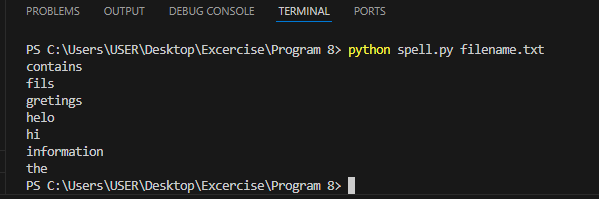 PROBLEMS OUTPUT DEBUG CONSOLE TERMINAL PORTS
PS C:\Users\USER\Desktop\Excercise\Program 8> python spell.py filename.txt
contains
fils
gretings
helo
hi
information
the
PS C:\Users\USER\Desktop\Excercise\Program 8>